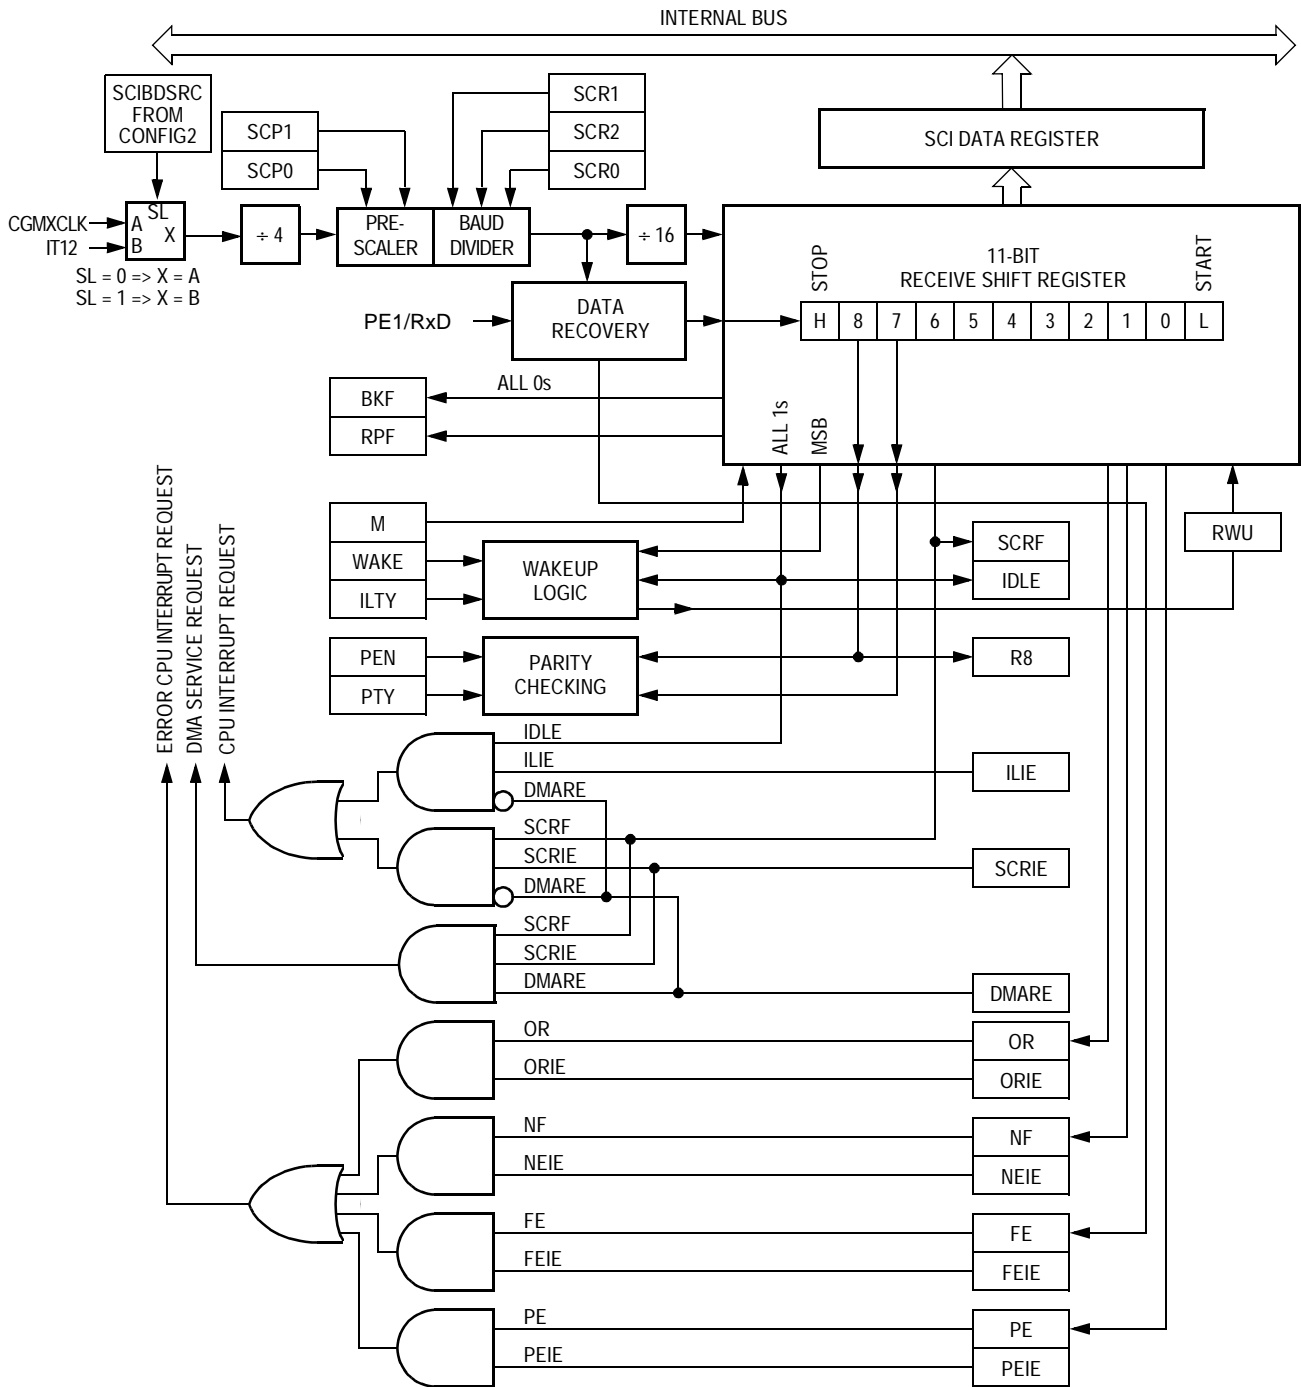 INTERNAL BUS
SCIBDSRC
FROM
CONFIG2
SCP1
SCP0
SCR1
SCR2
SCR0
SCI DATA REGISTER
CGMXCLK
IT12
SL
A
X
B
SL = 0 => X = A
SL = 1 => X = B
÷ 4
PRE-
SCALER
BAUD
DIVIDER
÷ 16
STOP
11-BIT
RECEIVE SHIFT REGISTER
START
H 8 7 6 5 4 3 2 1 0 L
PE1/RxD
DATA
RECOVERY
ALL 0s
BKF
RPF
ALL 1s
MSB
M
WAKE
ILTY
WAKEUP
LOGIC
SCRF
IDLE
RWU
PEN
PTY
PARITY
CHECKING
R8
ERROR CPU INTERRUPT REQUEST
DMA SERVICE REQUEST
CPU INTERRUPT REQUEST
IDLE
ILIE
ILIE
DMARE
SCRF
SCRIE
SCRIE
DMARE
SCRF
SCRIE
DMARE
DMARE
OR
OR
ORIE
ORIE
NF
NF
NEIE
NEIE
FE
FE
FEIE
FEIE
PE
PE
PEIE
PEIE